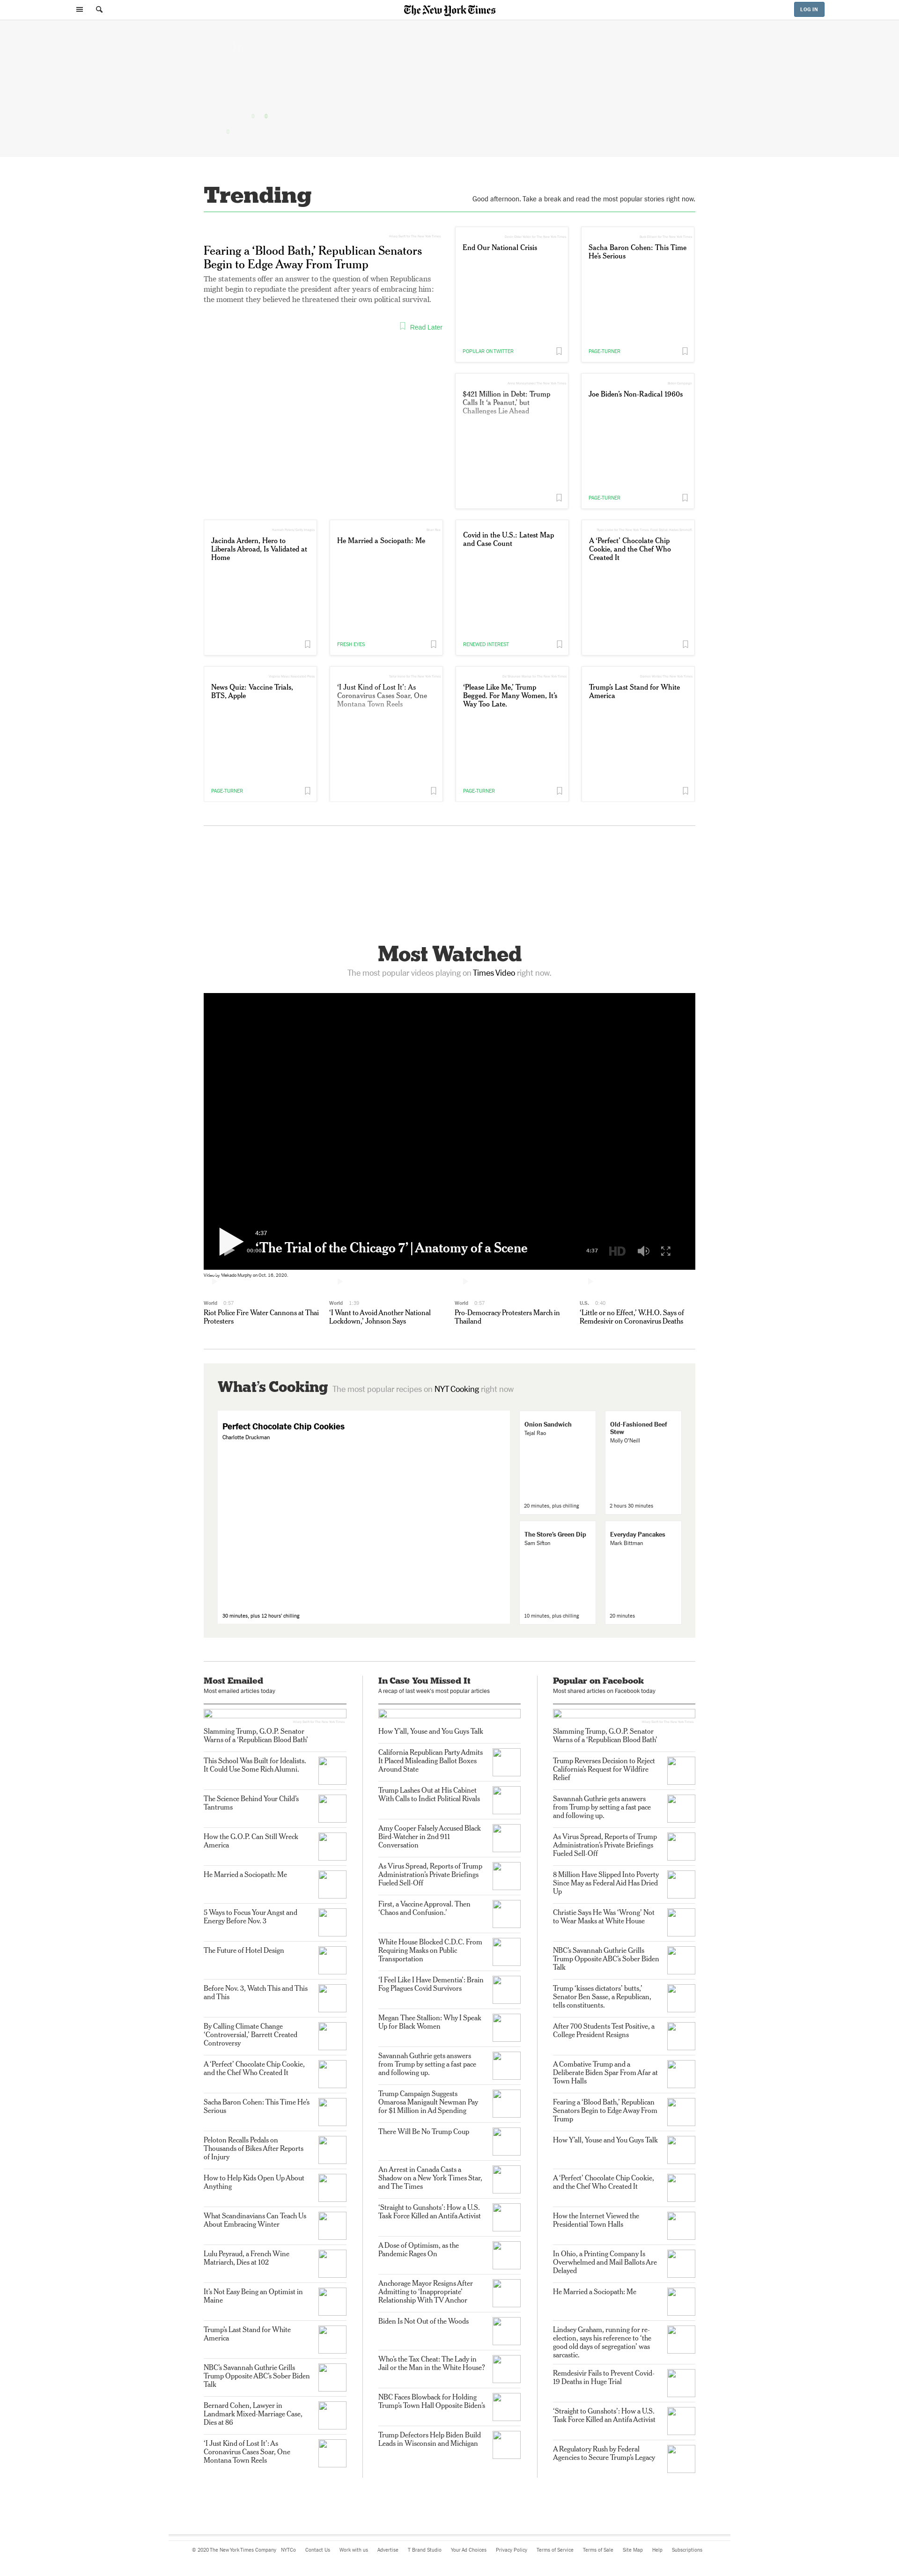 The New York Times
LOG IN
Trending
Good afternoon. Take a break and read the most popular stories right now.
Fearing a ‘Blood Bath,’ Republican Senators
Begin to Edge Away From Trump
The statements offer an answer to the question of when Republicans
might begin to repudiate the president after years of embracing him:
the moment they believed he threatened their own political survival.
Read Later
End Our National Crisis
POPULAR ON TWITTER
Sacha Baron Cohen: This Time
He’s Serious
PAGE-TURNER
$421 Million in Debt: Trump
Calls It ‘a Peanut,’ but
Challenges Lie Ahead
Joe Biden’s Non-Radical 1960s
PAGE-TURNER
Jacinda Ardern, Hero to
Liberals Abroad, Is Validated at
Home
He Married a Sociopath: Me
FRESH EYES
Covid in the U.S.: Latest Map
and Case Count
RENEWED INTEREST
A ‘Perfect’ Chocolate Chip
Cookie, and the Chef Who
Created It
News Quiz: Vaccine Trials,
BTS, Apple
PAGE-TURNER
‘I Just Kind of Lost It’: As
Coronavirus Cases Soar, One
Montana Town Reels
‘Please Like Me,’ Trump
Begged. For Many Women, It’s
Way Too Late.
PAGE-TURNER
Trump’s Last Stand for White
America
Most Watched
The most popular videos playing on Times Video right now.
4:37
00:00
‘The Trial of the Chicago 7’ | Anatomy of a Scene
4:37
HD
Mekado Murphy on Oct. 16, 2020.
World 0:37
Riot Police Fire Water Cannons at Thai
Protesters
World 1:39
‘I Want to Avoid Another National
Lockdown,’ Johnson Says
World 0:57
Pro-Democracy Protesters March in
Thailand
U.S. 0:40
‘Little or no Effect,’ W.H.O. Says of
Remdesivir on Coronavirus Deaths
What’s Cooking
The most popular recipes on NYT Cooking right now
Perfect Chocolate Chip Cookies
Charlotte Druckman
30 minutes, plus 12 hours' chilling
Onion Sandwich
Tejal Rao
20 minutes, plus chilling
Old-Fashioned Beef
Stew
Molly O'Neill
2 hours 30 minutes
The Store’s Green Dip
Sam Sifton
10 minutes, plus chilling
Everyday Pancakes
Mark Bittman
20 minutes
Most Emailed
Most emailed articles today
Slamming Trump, G.O.P. Senator
Warns of a ‘Republican Blood Bath’
This School Was Built for Idealists.
It Could Use Some Rich Alumni.
The Science Behind Your Child’s
Tantrums
How the G.O.P. Can Still Wreck
America
He Married a Sociopath: Me
5 Ways to Focus Your Angst and
Energy Before Nov. 3
The Future of Hotel Design
Before Nov. 3, Watch This and This
and This
By Calling Climate Change
‘Controversial,’ Barrett Created
Controversy
A ‘Perfect’ Chocolate Chip Cookie,
and the Chef Who Created It
Sacha Baron Cohen: This Time He’s
Serious
Peloton Recalls Pedals on
Thousands of Bikes After Reports
of Injury
How to Help Kids Open Up About
Anything
What Scandinavians Can Teach Us
About Embracing Winter
Lulu Peyraud, a French Wine
Matriarch, Dies at 102
It’s Not Easy Being an Optimist in
Maine
Trump’s Last Stand for White
America
NBC’s Savannah Guthrie Grills
Trump Opposite ABC’s Sober Biden
Talk
Bernard Cohen, Lawyer in
Landmark Mixed-Marriage Case,
Dies at 86
‘I Just Kind of Lost It’: As
Coronavirus Cases Soar, One
Montana Town Reels
In Case You Missed It
A recap of last week’s most popular articles
How Y’all, Youse and You Guys Talk
California Republican Party Admits
It Placed Misleading Ballot Boxes
Around State
Trump Lashes Out at His Cabinet
With Calls to Indict Political Rivals
Amy Cooper Falsely Accused Black
Bird-Watcher in 2nd 911
Conversation
As Virus Spread, Reports of Trump
Administration’s Private Briefings
Fueled Sell-Off
First, a Vaccine Approval. Then
‘Chaos and Confusion.’
White House Blocked C.D.C. From
Requiring Masks on Public
Transportation
‘I Feel Like I Have Dementia’: Brain
Fog Plagues Covid Survivors
Megan Thee Stallion: Why I Speak
Up for Black Women
Savannah Guthrie gets answers
from Trump by setting a fast pace
and following up.
Trump Campaign Suggests
Omarosa Manigault Newman Pay
for $1 Million in Ad Spending
There Will Be No Trump Coup
An Arrest in Canada Casts a
Shadow on a New York Times Star,
and The Times
‘Straight to Gunshots’: How a U.S.
Task Force Killed an Antifa Activist
A Dose of Optimism, as the
Pandemic Rages On
Anchorage Mayor Resigns After
Admitting to ‘Inappropriate’
Relationship With TV Anchor
Biden Is Not Out of the Woods
Who’s the Tax Cheat: The Lady in
Jail or the Man in the White House?
NBC Faces Blowback for Holding
Trump’s Town Hall Opposite Biden’s
Trump Defectors Help Biden Build
Leads in Wisconsin and Michigan
Popular on Facebook
Most shared articles on Facebook today
Slamming Trump, G.O.P. Senator
Warns of a ‘Republican Blood Bath’
Trump Reverses Decision to Reject
California’s Request for Wildfire
Relief
Savannah Guthrie gets answers
from Trump by setting a fast pace
and following up.
As Virus Spread, Reports of Trump
Administration’s Private Briefings
Fueled Sell-Off
8 Million Have Slipped Into Poverty
Since May as Federal Aid Has Dried
Up
Christie Says He Was ‘Wrong’ Not
to Wear Masks at White House
NBC’s Savannah Guthrie Grills
Trump Opposite ABC’s Sober Biden
Talk
Trump ‘kisses dictators’ butts,’
Senator Ben Sasse, a Republican,
tells constituents.
After 700 Students Test Positive, a
College President Resigns
A Combative Trump and a
Deliberate Biden Spar From Afar at
Town Halls
Fearing a ‘Blood Bath,’ Republican
Senators Begin to Edge Away From
Trump
How Y’all, Youse and You Guys Talk
A ‘Perfect’ Chocolate Chip Cookie,
and the Chef Who Created It
How the Internet Viewed the
Presidential Town Halls
In Ohio, a Printing Company Is
Overwhelmed and Mail Ballots Are
Delayed
He Married a Sociopath: Me
Lindsey Graham, running for re-
election, says his reference to ‘the
good old days of segregation’ was
sarcastic.
Remdesivir Fails to Prevent Covid-
19 Deaths in Huge Trial
‘Straight to Gunshots’: How a U.S.
Task Force Killed an Antifa Activist
A Regulatory Rush by Federal
Agencies to Secure Trump’s Legacy
© 2020 The New York Times Company NYTCo Contact Us Work with us Advertise T Brand Studio Your Ad Choices Privacy Policy Terms of Service Terms of Sale Site Map Help Subscriptions